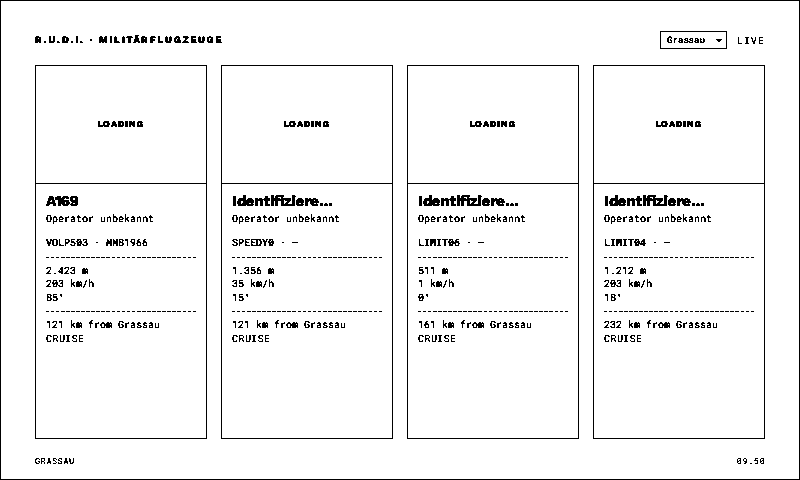 R.U.D.I. · MILITÄRFLUGZEUGE
Grassau
LIVE
LOADING
A169
Operator unbekannt
VOLP503 · MMB1966
2.423 m
203 km/h
85°
121 km from Grassau
CRUISE
LOADING
Identifiziere...
Operator unbekannt
SPEEDY0 · —
1.356 m
35 km/h
15°
121 km from Grassau
CRUISE
LOADING
Identifiziere...
Operator unbekannt
LIMIT06 · —
511 m
1 km/h
0°
161 km from Grassau
CRUISE
LOADING
Identifiziere...
Operator unbekannt
LIMIT04 · —
1.212 m
203 km/h
18°
232 km from Grassau
CRUISE
GRASSAU
09.50